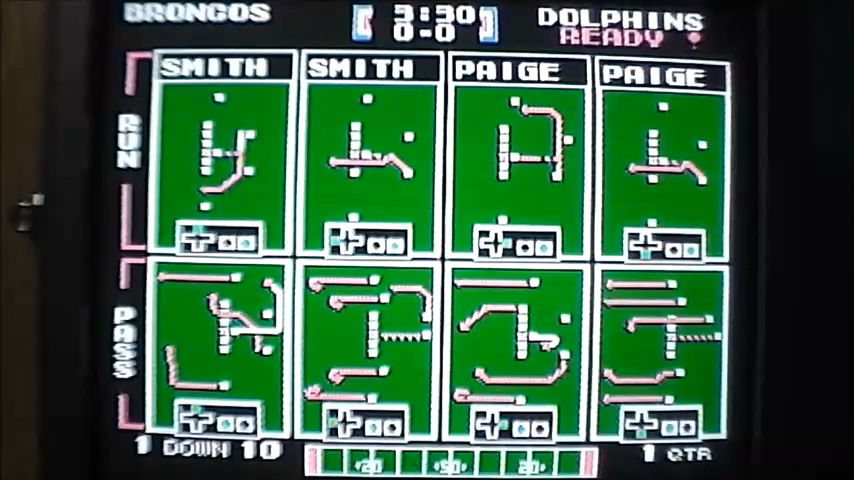 BRONCOS 3:30 DOLPHINS
0-0 READY
SMITH SMITH PAIGE PAIGE
RUN
PASS
1 DOWN 10 1 QTR
20 50 20